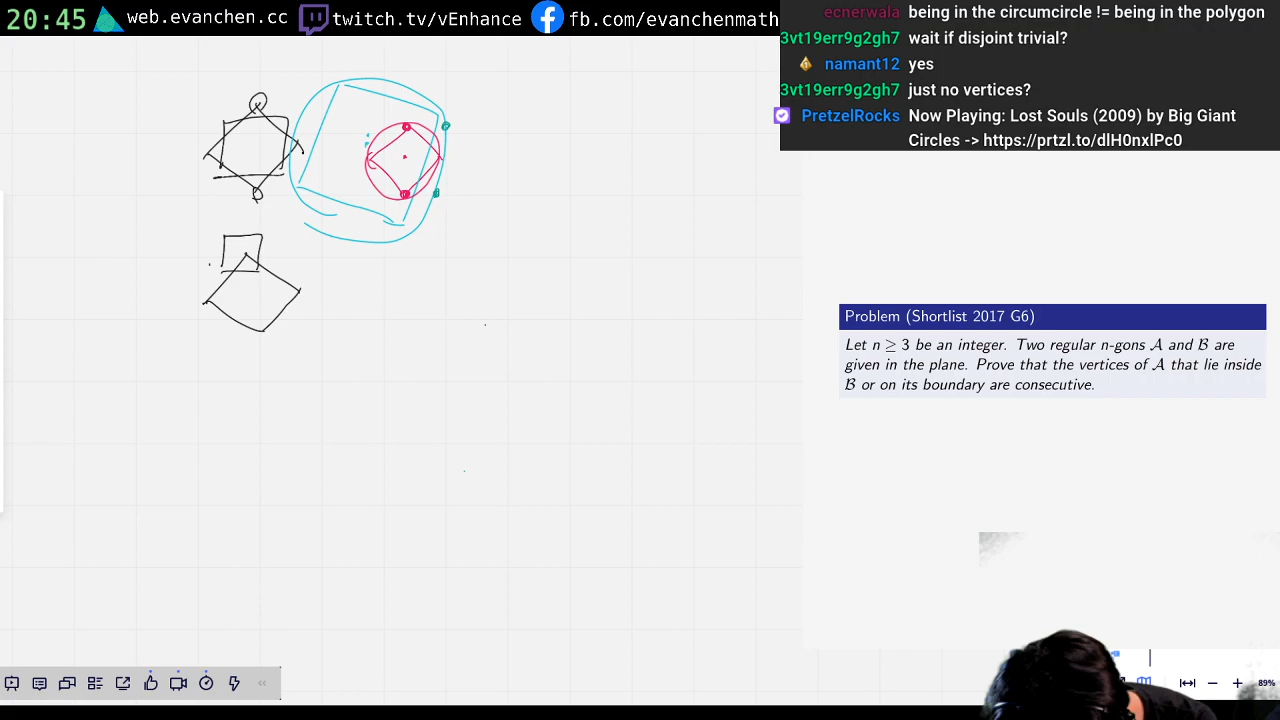 20:45 web.evanchen.cc twitch.tv/vEnhance fb.com/evanchenmath
ecnerwala being in the circumcircle != being in the polygon
3vt19err9g2gh7 wait if disjoint trivial?
namant12 yes
3vt19err9g2gh7 just no vertices?
PretzelRocks Now Playing: Lost Souls (2009) by Big Giant
Circles -> https://prtzl.to/dlH0nxlPc0
Problem (Shortlist 2017 G6)
Let n ≥ 3 be an integer. Two regular n-gons 𝒜 and ℬ are
given in the plane. Prove that the vertices of 𝒜 that lie inside
ℬ or on its boundary are consecutive.
89%